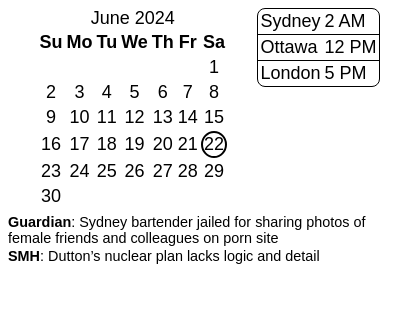 June 2024
Su Mo Tu We Th Fr Sa
1
2 3 4 5 6 7 8
9 10 11 12 13 14 15
16 17 18 19 20 21 22
23 24 25 26 27 28 29
30
Sydney 2 AM
Ottawa 12 PM
London 5 PM
Guardian: Sydney bartender jailed for sharing photos of
female friends and colleagues on porn site
SMH: Dutton’s nuclear plan lacks logic and detail